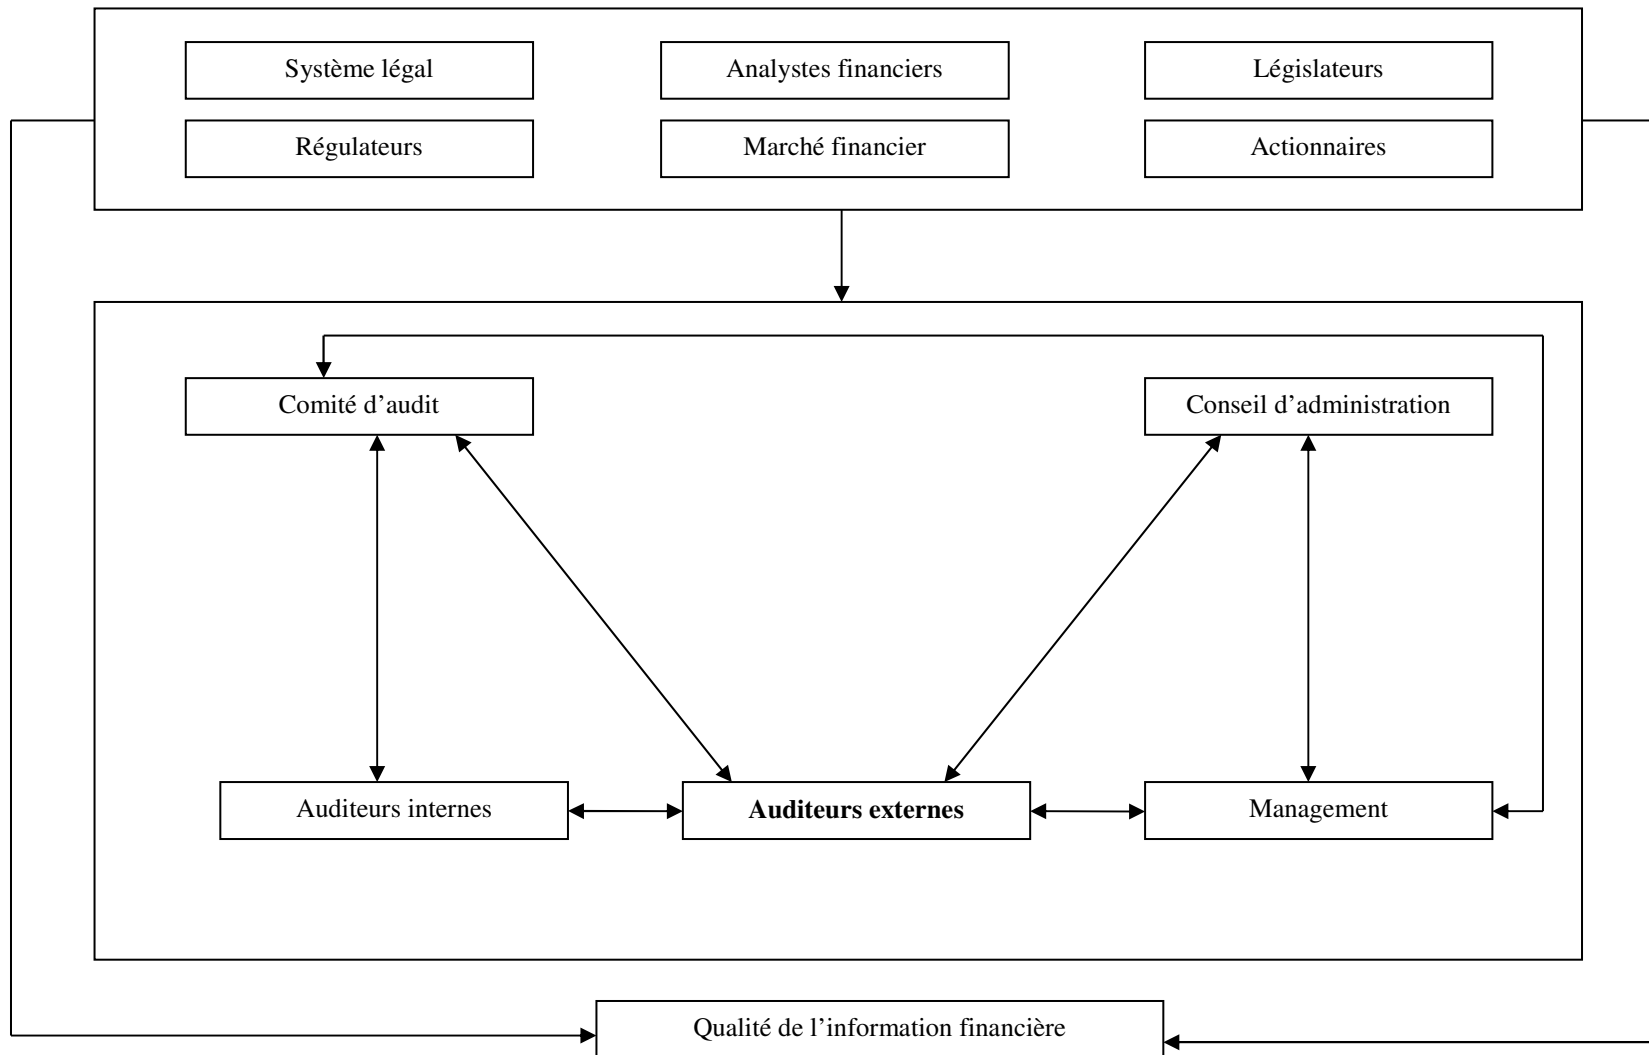 Système légal
Analystes financiers
Législateurs
Régulateurs
Marché financier
Actionnaires
Comité d’audit
Conseil d’administration
Auditeurs internes
Auditeurs externes
Management
Qualité de l’information financière